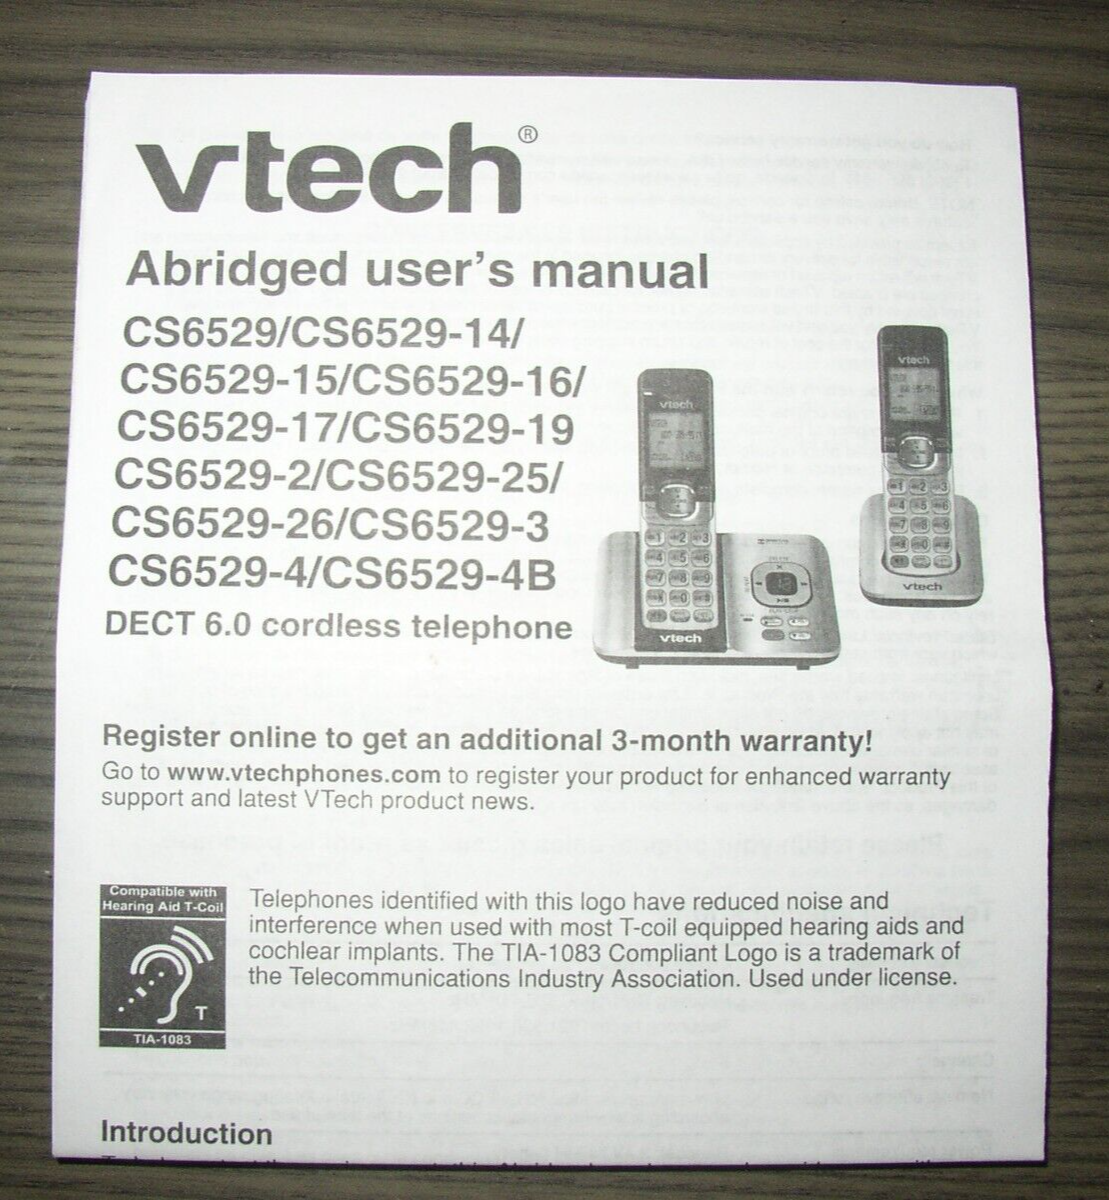 vtech®
Abridged user's manual
CS6529/CS6529-14/
CS6529-15/CS6529-16/
CS6529-17/CS6529-19
CS6529-2/CS6529-25/
CS6529-26/CS6529-3
CS6529-4/CS6529-4B
DECT 6.0 cordless telephone
vtech
vtech
vtech
vtech
Register online to get an additional 3-month warranty!
Go to www.vtechphones.com to register your product for enhanced warranty
support and latest VTech product news.
Compatible with
Hearing Aid T-Coil
T
TIA-1083
Telephones identified with this logo have reduced noise and
interference when used with most T-coil equipped hearing aids and
cochlear implants. The TIA-1083 Compliant Logo is a trademark of
the Telecommunications Industry Association. Used under license.
Introduction